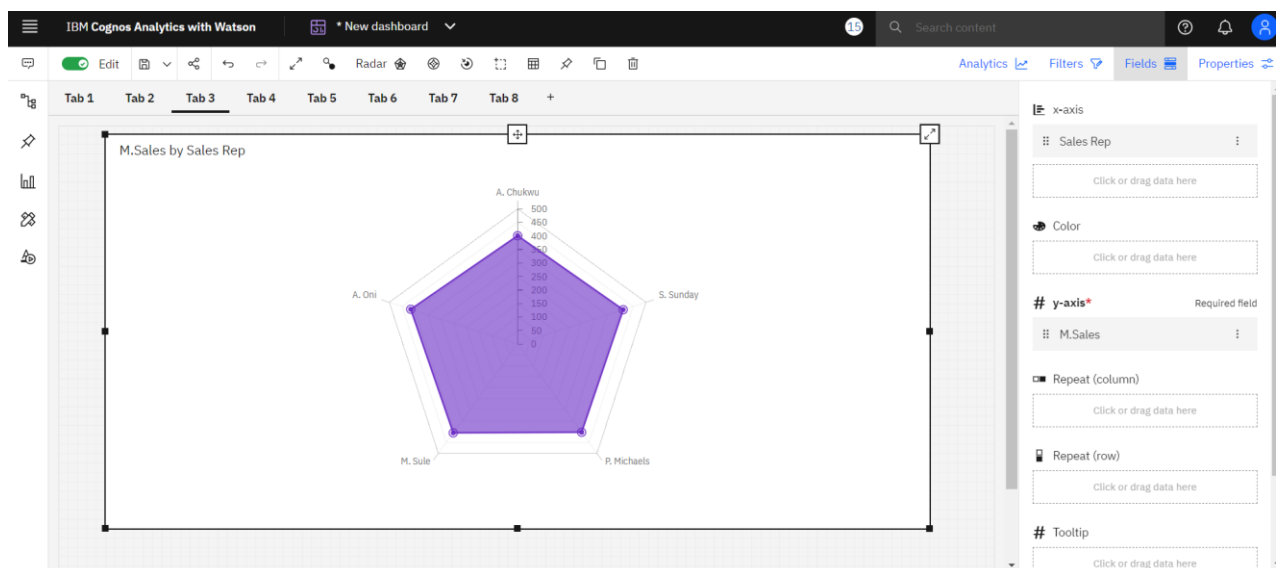 IBM Cognos Analytics with Watson
* New dashboard
15
Search content
Edit
Radar
Analytics
Filters
Fields
Properties
Tab 1
Tab 2
Tab 3
Tab 4
Tab 5
Tab 6
Tab 7
Tab 8
+
M.Sales by Sales Rep
A. Chukwu
500
450
400
350
300
250
200
150
100
50
0
A. Oni
S. Sunday
M. Sule
P. Michaels
x-axis
Sales Rep
Click or drag data here
Color
Click or drag data here
# y-axis*
Required field
M.Sales
Repeat (column)
Click or drag data here
Repeat (row)
Click or drag data here
# Tooltip
Click or drag data here